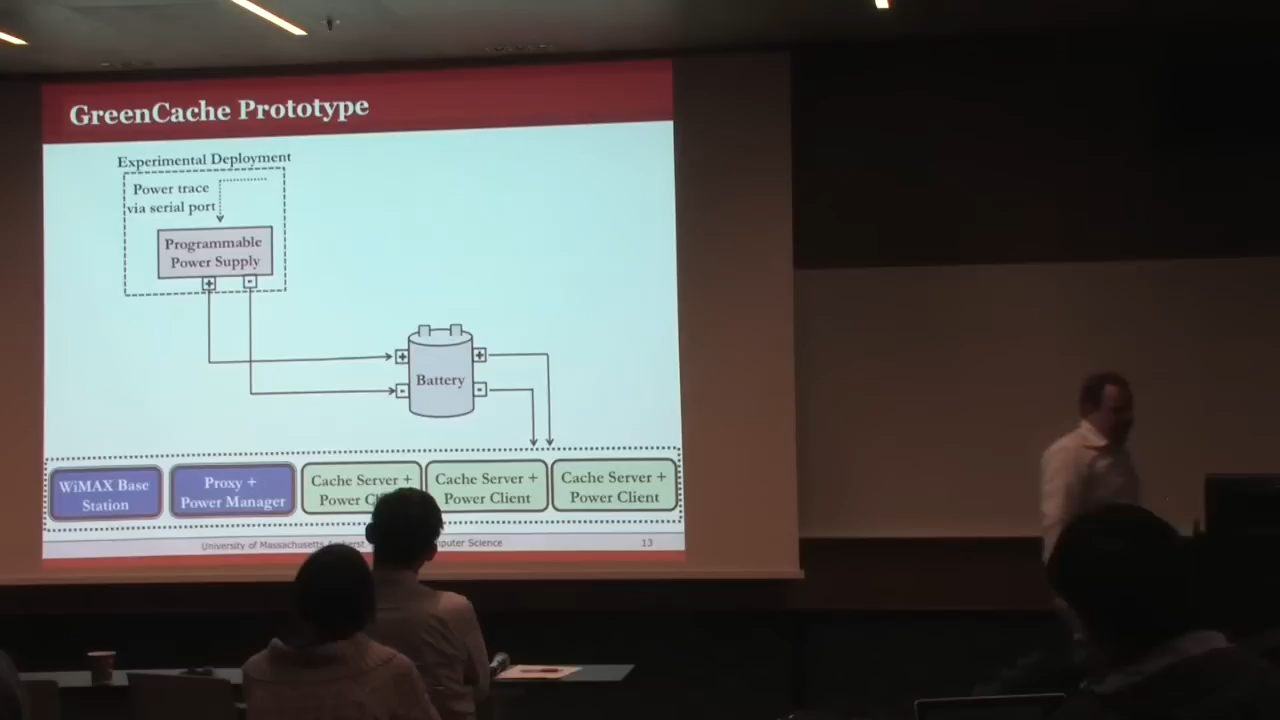 GreenCache Prototype
Experimental Deployment
Power trace
via serial port
Programmable
Power Supply
+ -
+ +
Battery
- -
WiMAX Base
Station
Proxy +
Power Manager
Cache Server +
Power
Cache Server +
Power Client
Cache Server +
Power Client
University of Massachusetts Amherst
Science
13